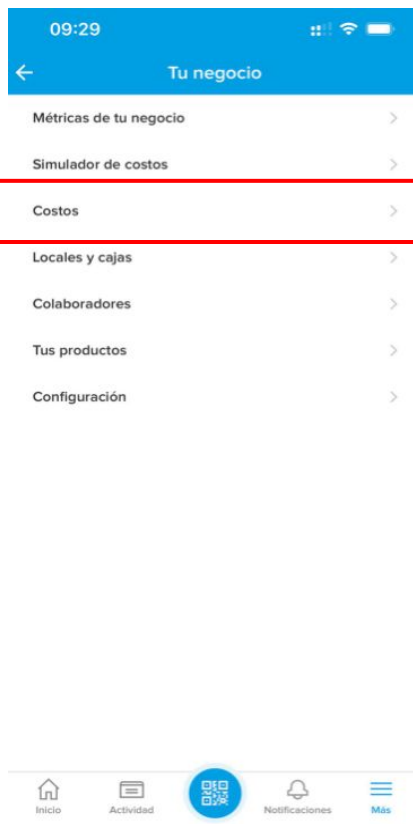 09:29
Tu negocio
Métricas de tu negocio
Simulador de costos
Costos
Locales y cajas
Colaboradores
Tus productos
Configuración
Inicio
Actividad
Notificaciones
Más